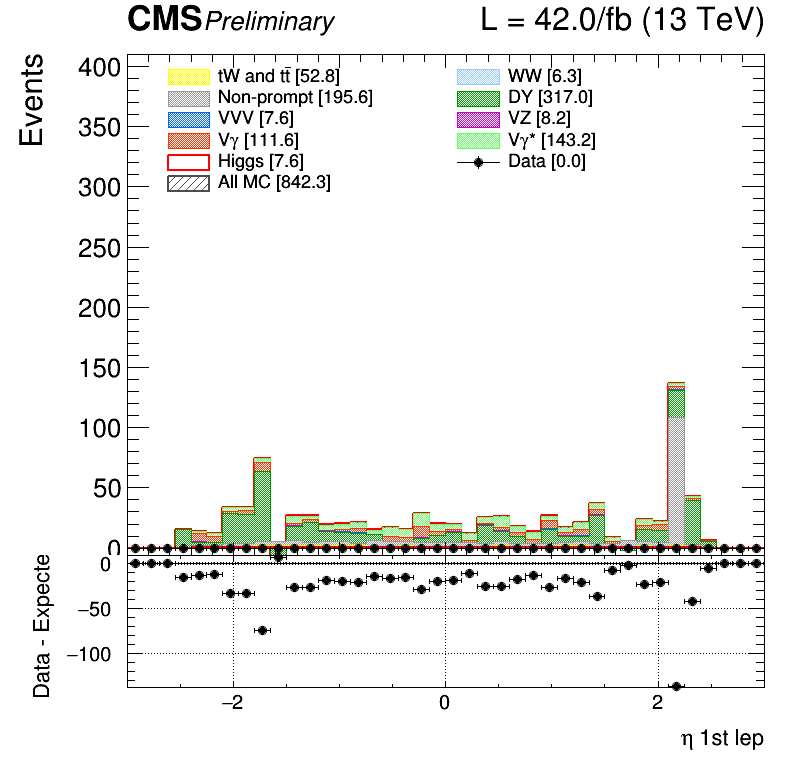 CMS Preliminary L = 42.0/fb (13 TeV)
Events
400
350
300
250
200
150
100
50
0
tW and tt̄ [52.8]
Non-prompt [195.6]
VVV [7.6]
Vγ [111.6]
Higgs [7.6]
All MC [842.3]
WW [6.3]
DY [317.0]
VZ [8.2]
Vγ* [143.2]
Data [0.0]
Data - Expecte
0
−50
−100
−2 0 2
η 1st lep